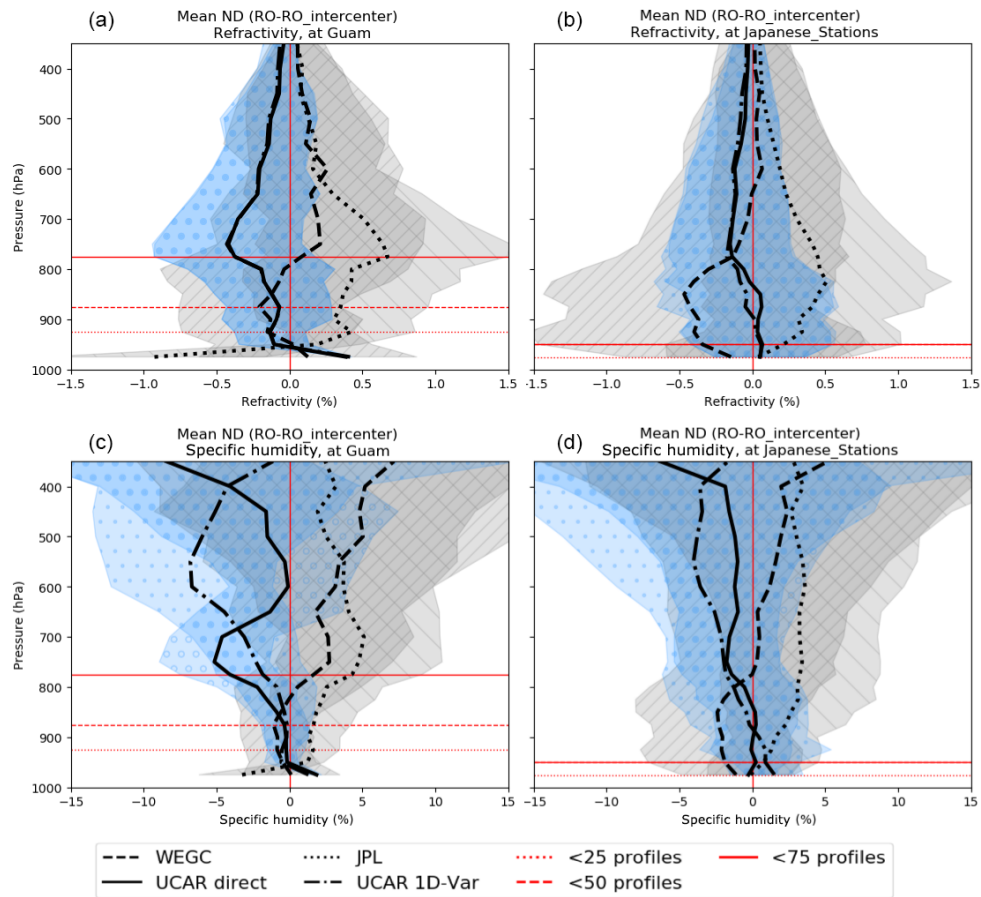 (a)
Mean ND (RO-RO_intercenter)
Refractivity, at Guam
400
500
600
700
800
900
1000
Pressure (hPa)
−1.5 −1.0 −0.5 0.0 0.5 1.0 1.5
Refractivity (%)
(b)
Mean ND (RO-RO_intercenter)
Refractivity, at Japanese_Stations
−1.5 −1.0 −0.5 0.0 0.5 1.0 1.5
Refractivity (%)
(c)
Mean ND (RO-RO_intercenter)
Specific humidity, at Guam
400
500
600
700
800
900
1000
Pressure (hPa)
−15 −10 −5 0 5 10 15
Specific humidity (%)
(d)
Mean ND (RO-RO_intercenter)
Specific humidity, at Japanese_Stations
−15 −10 −5 0 5 10 15
Specific humidity (%)
WEGC JPL <25 profiles <75 profiles
UCAR direct UCAR 1D-Var <50 profiles